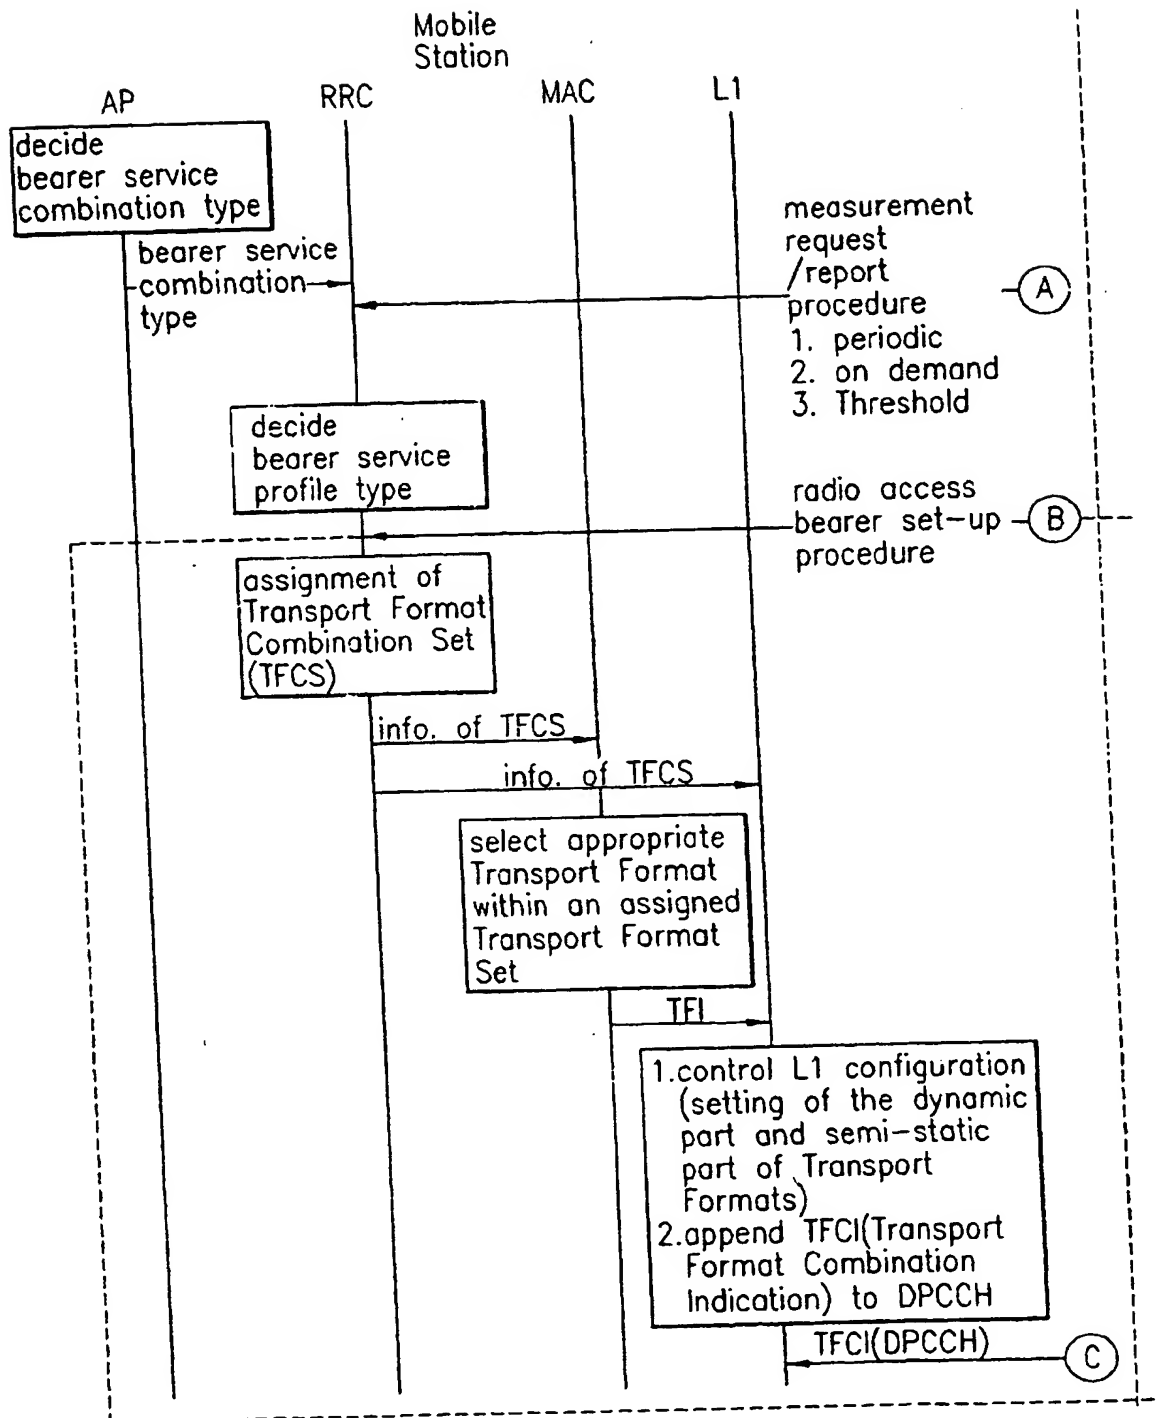 Mobile
Station
AP
RRC
MAC
L1
decide
bearer service
combination type
bearer service
combination
type
measurement
request
/report
procedure
1. periodic
2. on demand
3. Threshold
A
decide
bearer service
profile type
radio access
bearer set-up
procedure
B
assignment of
Transport Format
Combination Set
(TFCS)
info. of TFCS
info. of TFCS
select appropriate
Transport Format
within an assigned
Transport Format
Set
TFI
1.control L1 configuration
(setting of the dynamic
part and semi-static
part of Transport
Formats)
2.append TFCI(Transport
Format Combination
Indication) to DPCCH
TFCI(DPCCH)
C